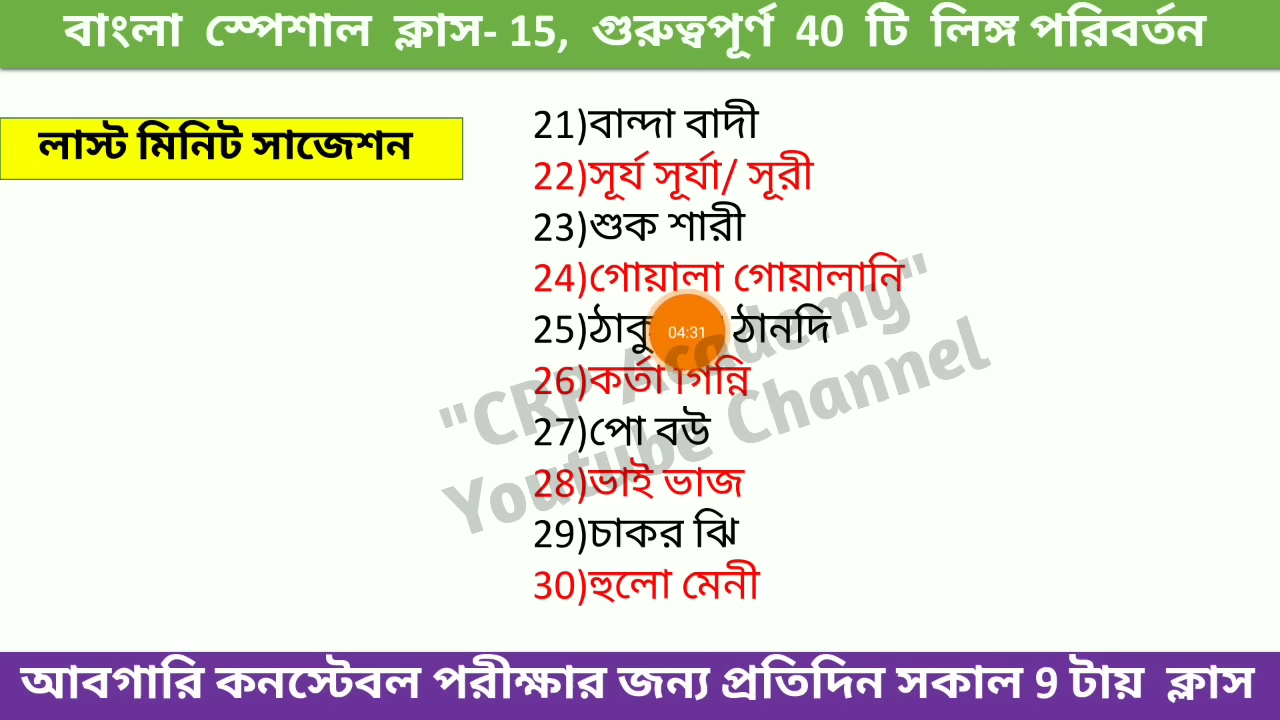 বাংলা স্পেশাল ক্লাস- 15, গুরুত্বপূর্ণ 40 টি লিঙ্গ পরিবর্তন
লাস্ট মিনিট সাজেশন
21)বান্দা বাদী
22)সূর্য সূর্যা/ সূরী
23)শুক শারী
24)গোয়ালা গোয়ালানি
25) ঠানদি
04:31
26)কর্তা গিন্নি
27)পো বউ
28)ভাই ভাজ
29)চাকর ঝি
30)হুলো মেনী
"CRP Academy"
Youtube Channel
আবগারি কনস্টেবল পরীক্ষার জন্য প্রতিদিন সকাল 9 টায় ক্লাস